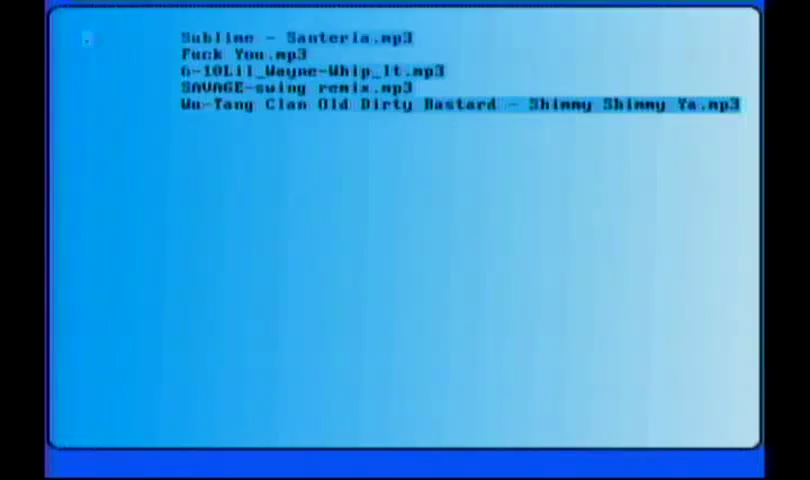 Sublime - Santeria.mp3
Fuck You.mp3
6-10Lil_Wayne-Whip_It.mp3
SAVAGE-swing remix.mp3
Wu-Tang Clan Old Dirty Bastard - Shimmy Shimmy Ya.mp3